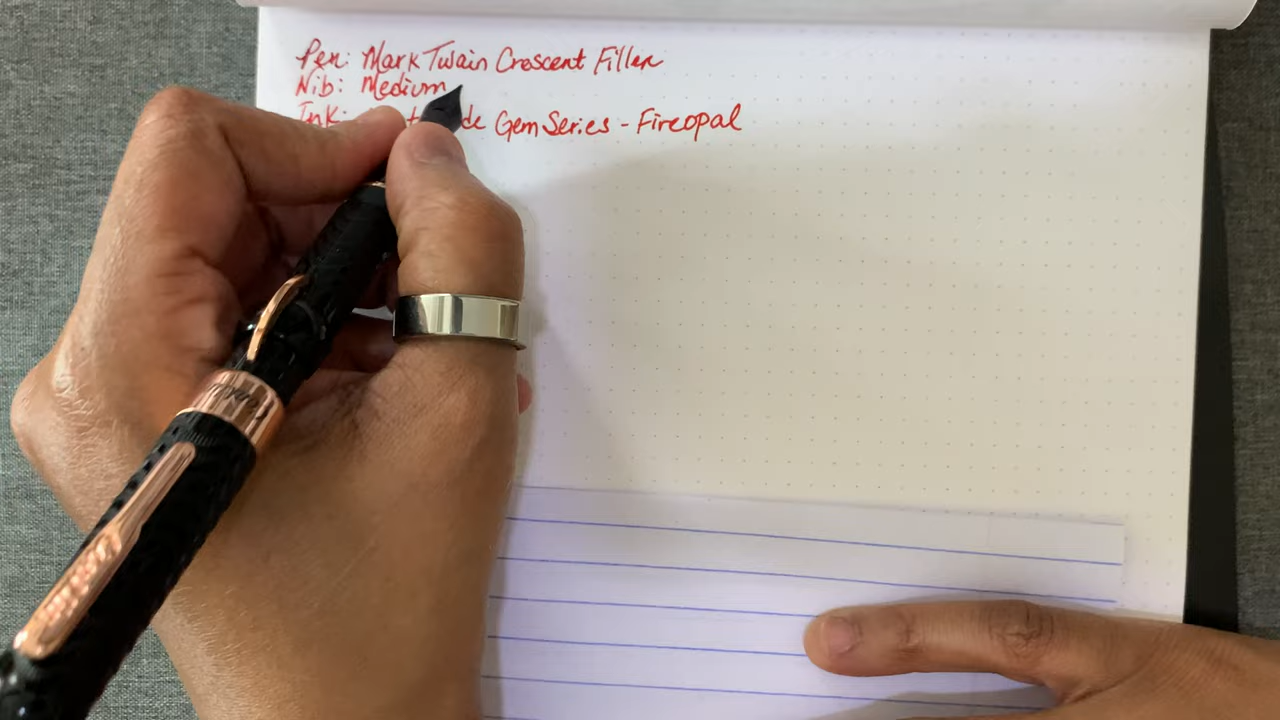 Pen: Mark Twain Crescent Filler
Nib: Medium
Ink: Gem Series - Fireopal